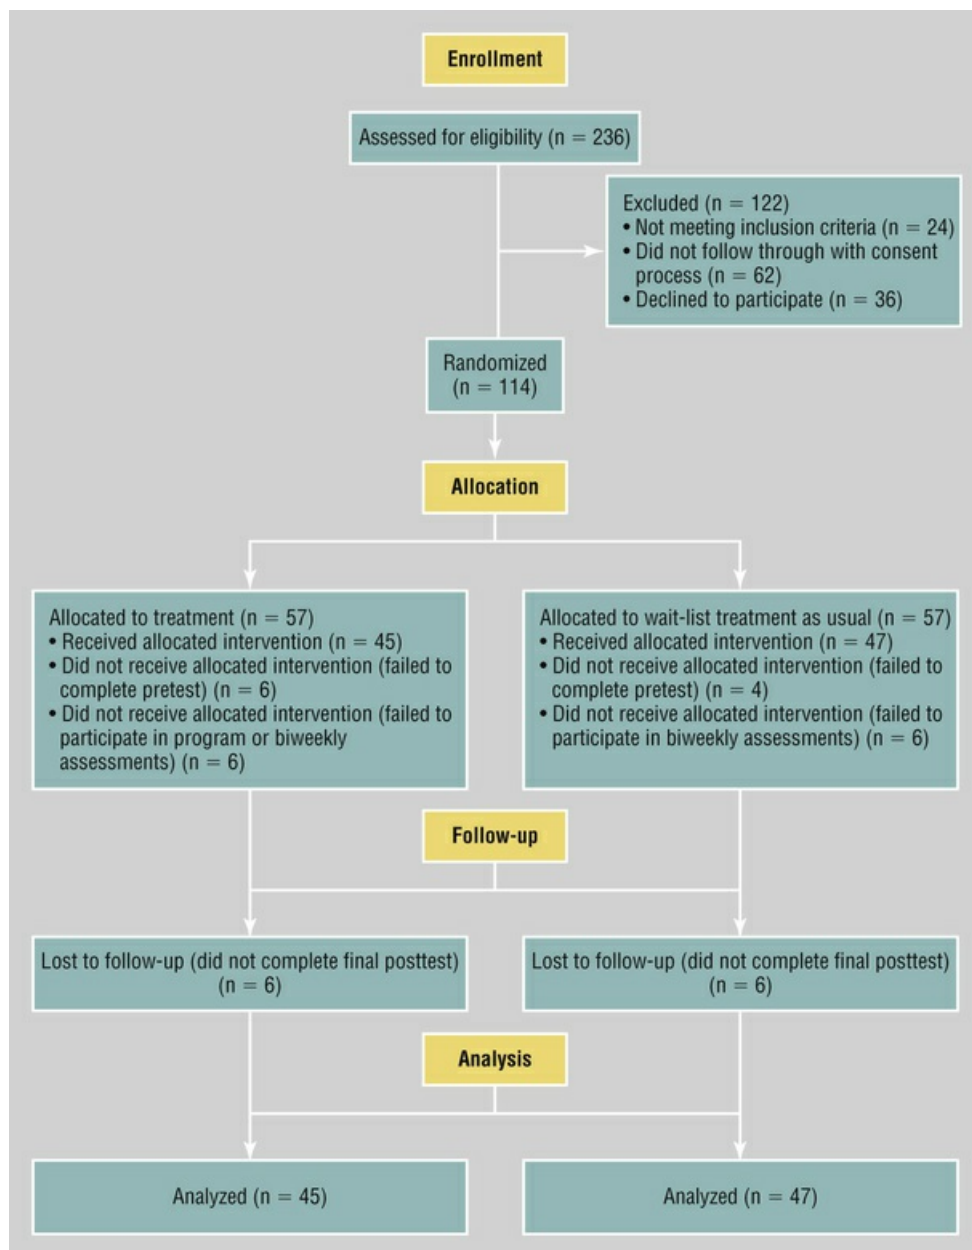 Enrollment
Assessed for eligibility (n = 236)
Excluded (n = 122)
• Not meeting inclusion criteria (n = 24)
• Did not follow through with consent
process (n = 62)
• Declined to participate (n = 36)
Randomized
(n = 114)
Allocation
Allocated to treatment (n = 57)
• Received allocated intervention (n = 45)
• Did not receive allocated intervention (failed to
complete pretest) (n = 6)
• Did not receive allocated intervention (failed to
participate in program or biweekly
assessments) (n = 6)
Allocated to wait-list treatment as usual (n = 57)
• Received allocated intervention (n = 47)
• Did not receive allocated intervention (failed to
complete pretest) (n = 4)
• Did not receive allocated intervention (failed to
participate in biweekly assessments) (n = 6)
Follow-up
Lost to follow-up (did not complete final posttest)
(n = 6)
Lost to follow-up (did not complete final posttest)
(n = 6)
Analysis
Analyzed (n = 45)
Analyzed (n = 47)